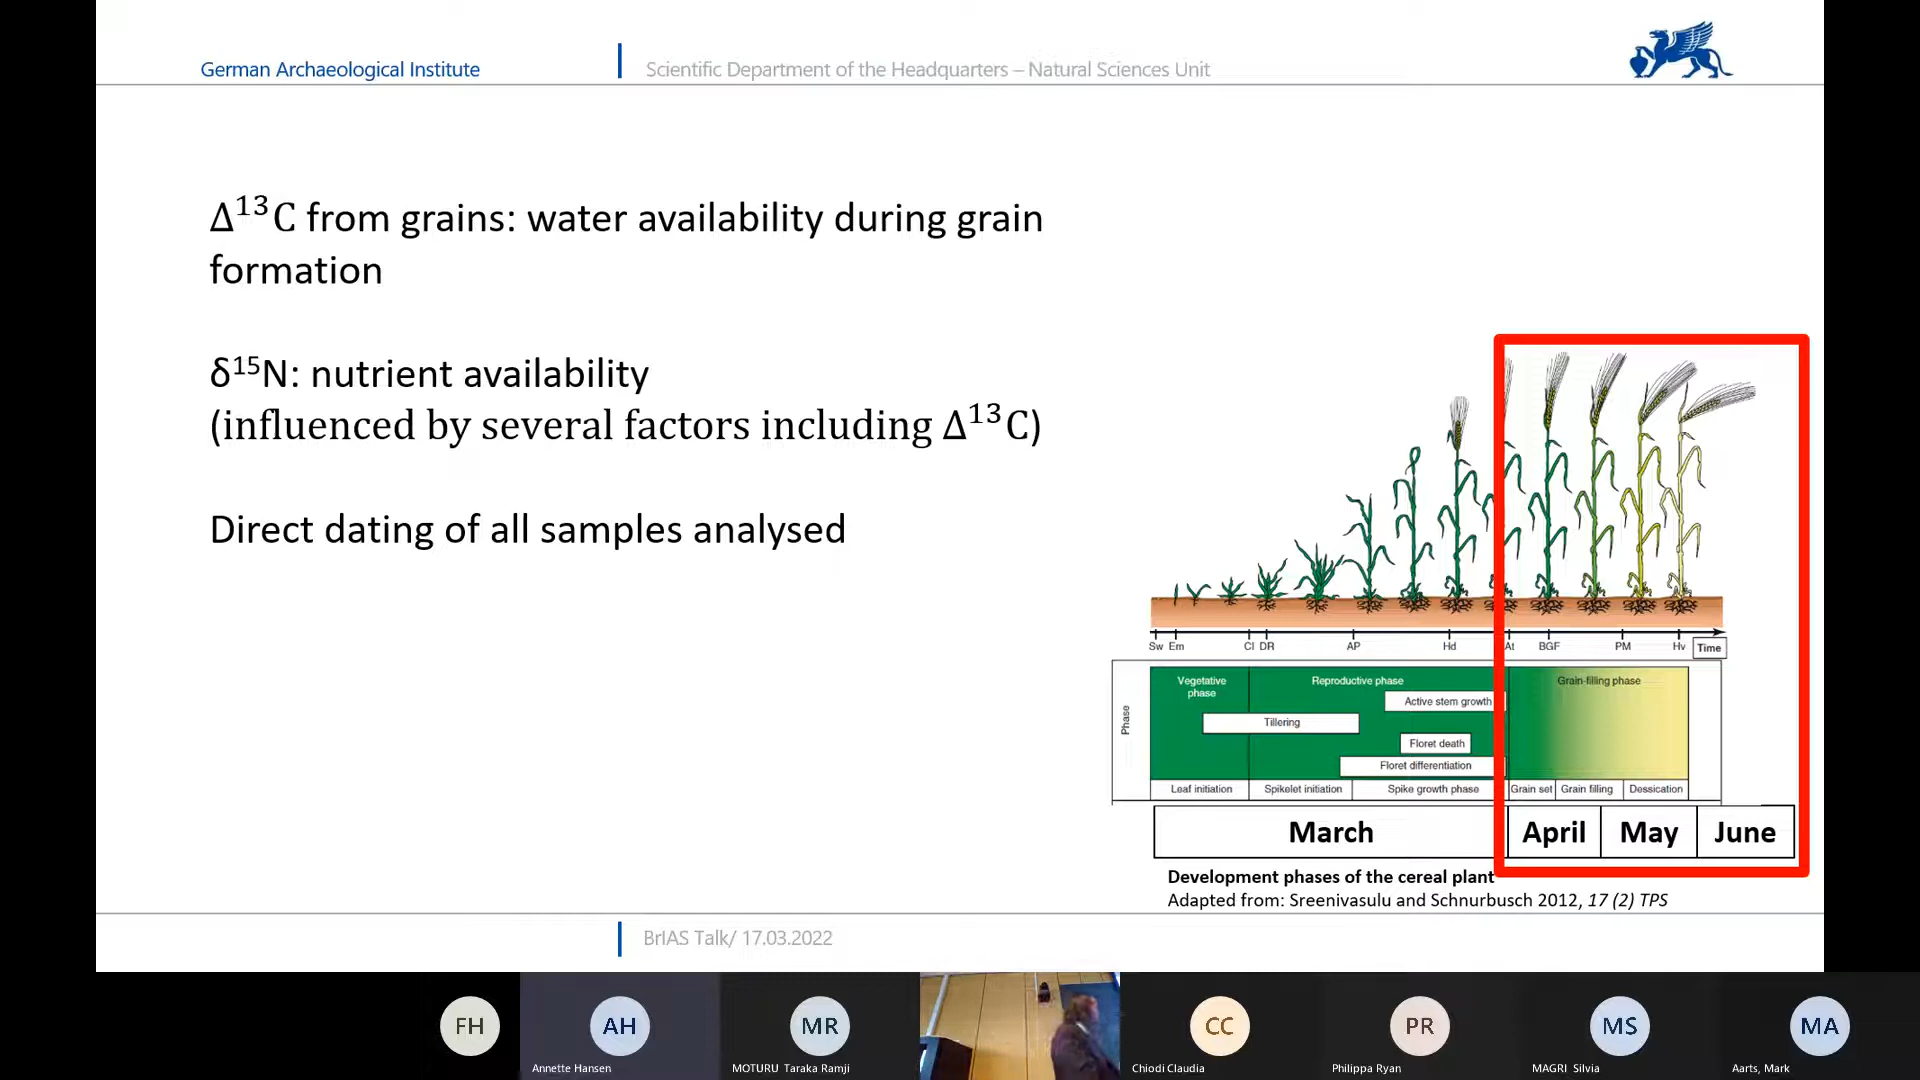 German Archaeological Institute
Scientific Department of the Headquarters – Natural Sciences Unit
Δ¹³C from grains: water availability during grain
formation
δ¹⁵N: nutrient availability
(influenced by several factors including Δ¹³C)
Direct dating of all samples analysed
Sw Em Cl DR AP Hd At BGF PM Hv Time
Phase
Vegetative
phase
Reproductive phase
Grain-filling phase
Active stem growth
Tillering
Floret death
Floret differentiation
Leaf initiation Spikelet initiation Spike growth phase Grain set Grain filling Dessication
March April May June
Development phases of the cereal plant
Adapted from: Sreenivasulu and Schnurbusch 2012, 17 (2) TPS
BrIAS Talk/ 17.03.2022
FH AH MR CC PR MS MA
Annette Hansen MOTURU Taraka Ramji Chiodi Claudia Philippa Ryan MAGRI Silvia Aarts, Mark